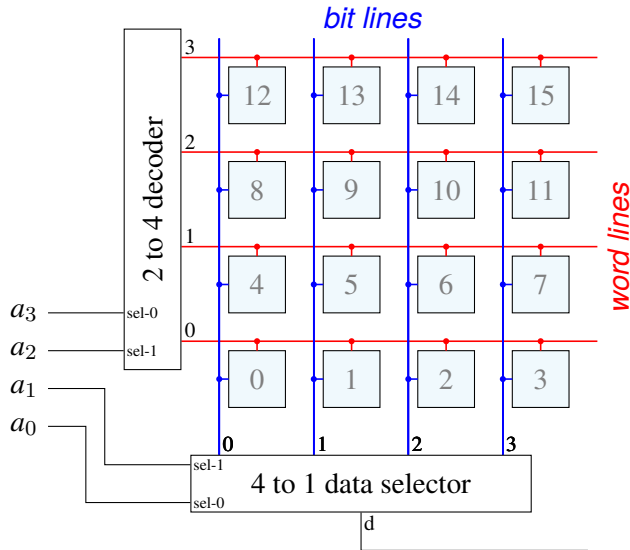 bit lines
3
12 13 14 15
2 to 4 decoder
2
8 9 10 11
word lines
1
4 5 6 7
a3 sel-0
a2 sel-1
0
0 1 2 3
a1
a0
0 1 2 3
sel-1
4 to 1 data selector
sel-0
d